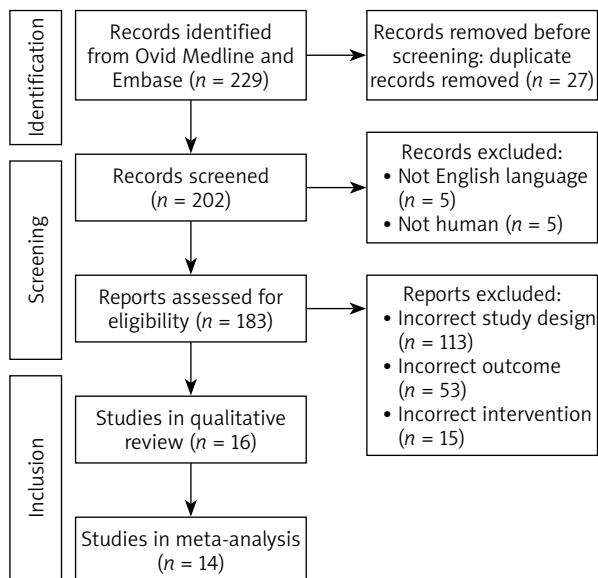 Identification
Records identified
from Ovid Medline and
Embase (n = 229)
Records removed before
screening: duplicate
records removed (n = 27)
Screening
Records screened
(n = 202)
Records excluded:
• Not English language
(n = 5)
• Not human (n = 5)
Reports assessed for
eligibility (n = 183)
Reports excluded:
• Incorrect study design
(n = 113)
• Incorrect outcome
(n = 53)
• Incorrect intervention
(n = 15)
Inclusion
Studies in qualitative
review (n = 16)
Studies in meta-analysis
(n = 14)